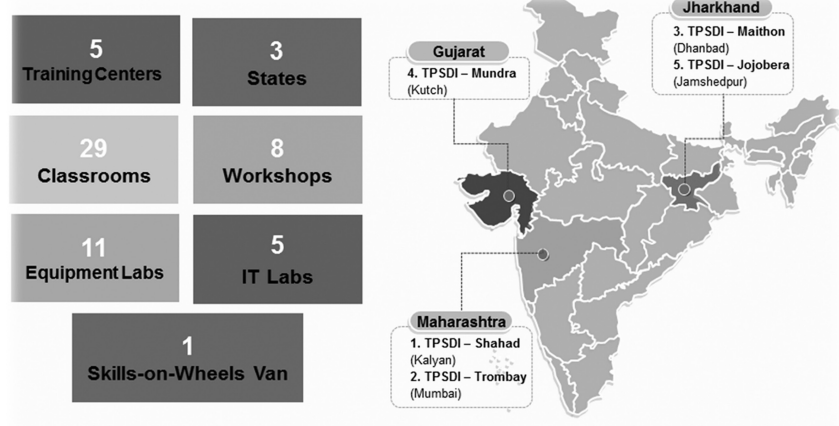 5
Training Centers
3
States
29
Classrooms
8
Workshops
11
Equipment Labs
5
IT Labs
1
Skills-on-Wheels Van
Gujarat
4. TPSDI – Mundra
(Kutch)
Jharkhand
3. TPSDI – Maithon
(Dhanbad)
5. TPSDI – Jojobera
(Jamshedpur)
Maharashtra
1. TPSDI – Shahad
(Kalyan)
2. TPSDI – Trombay
(Mumbai)